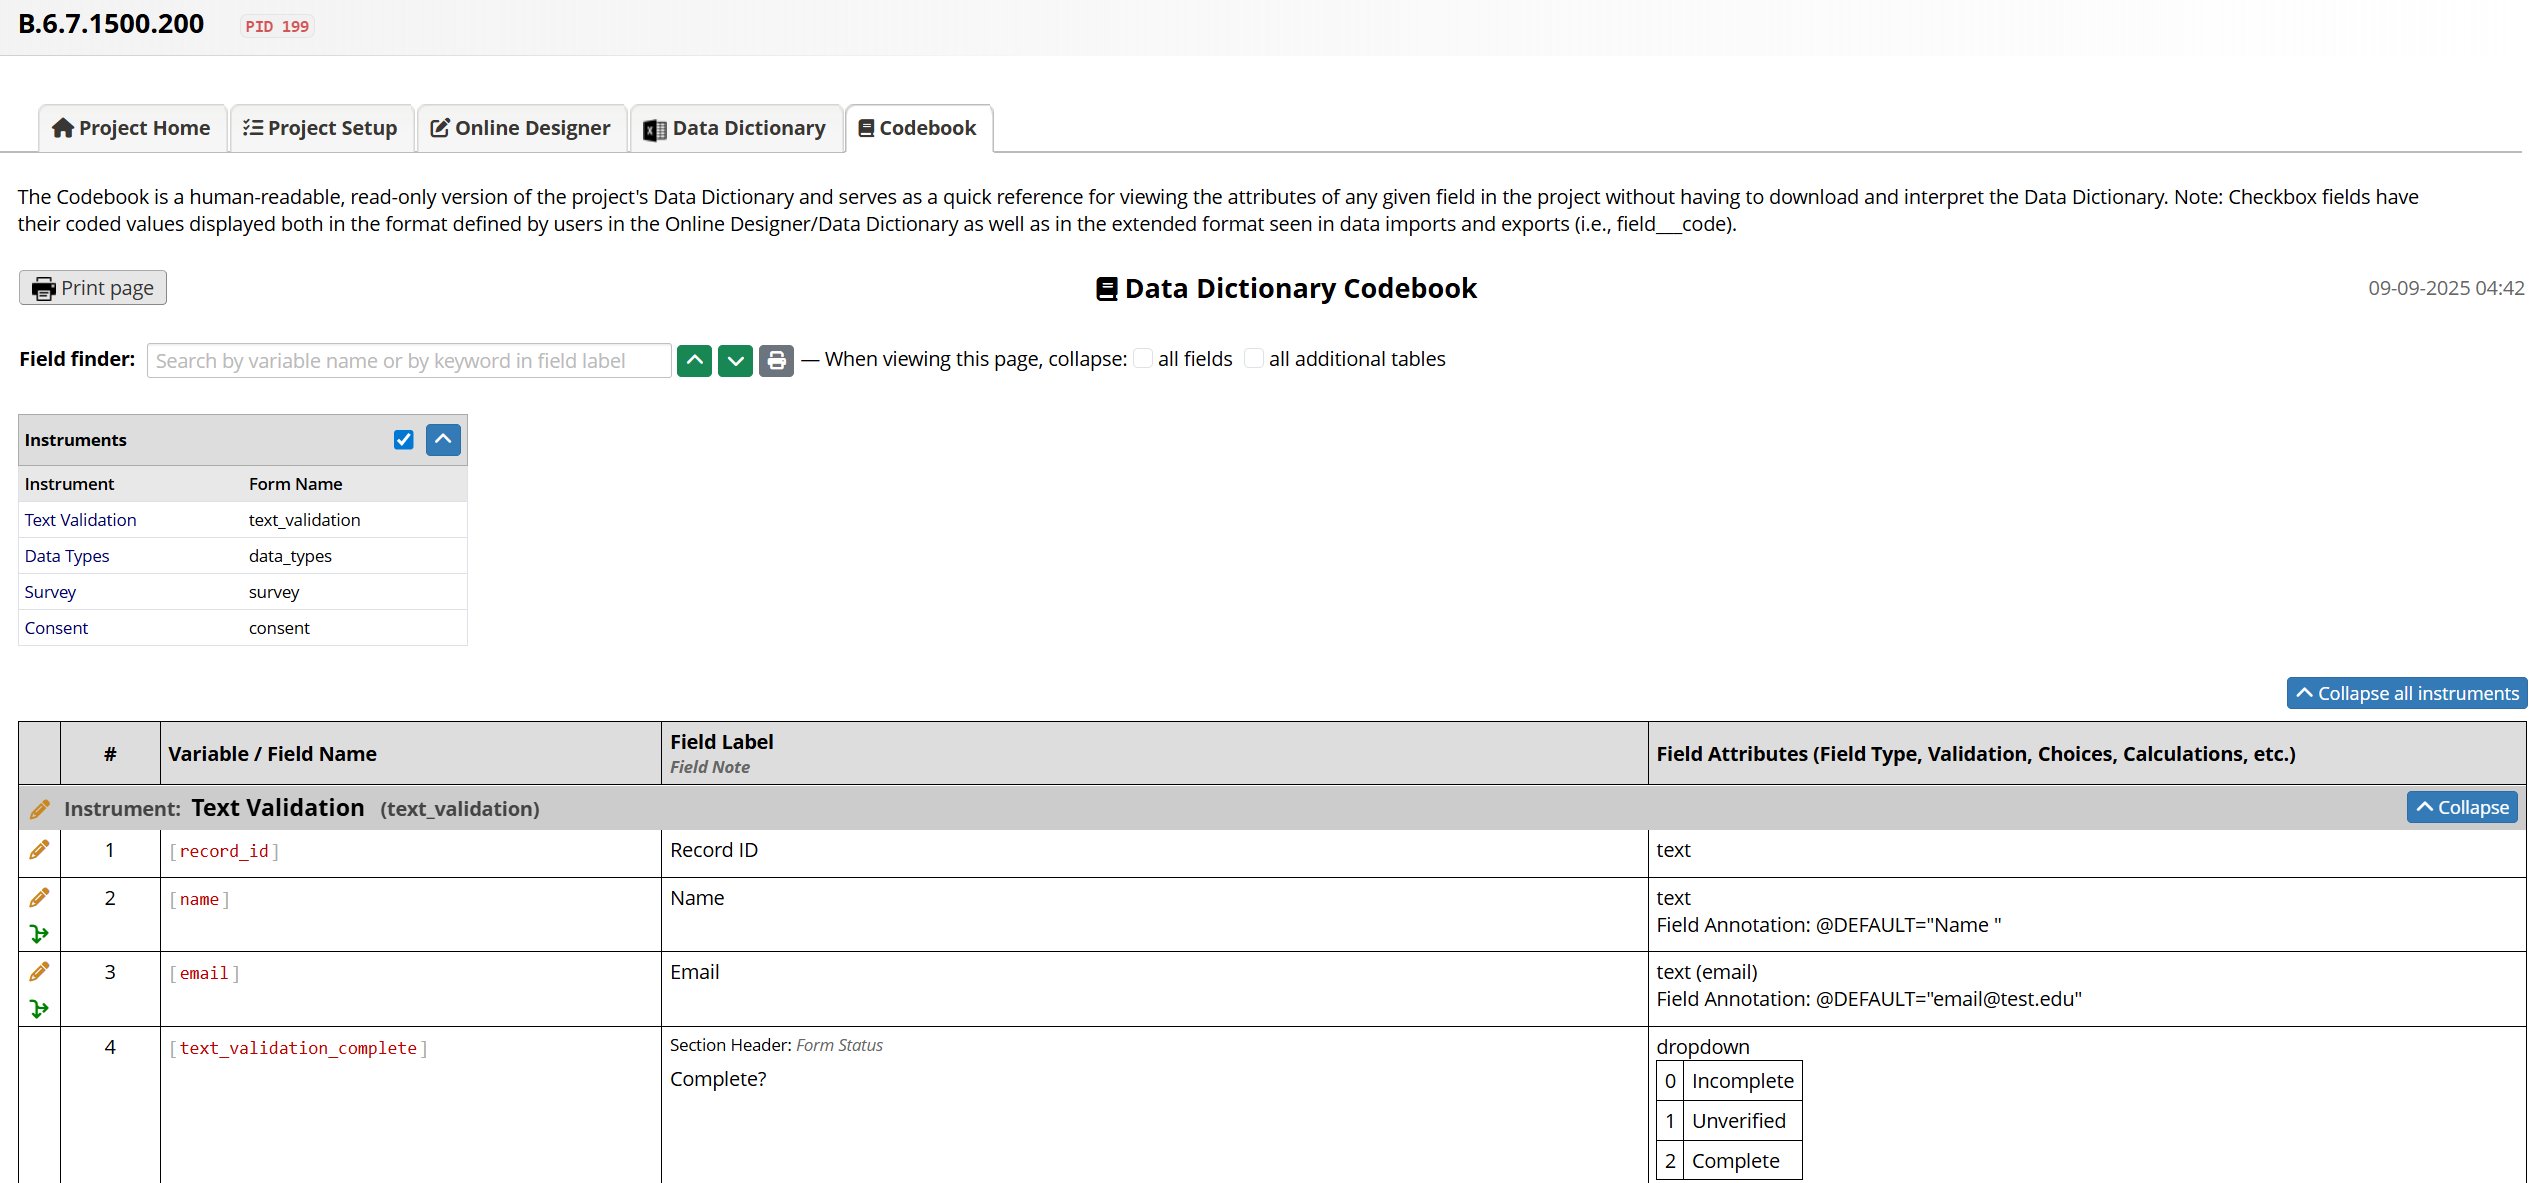 B.6.7.1500.200 PID 199
Project Home Project Setup Online Designer Data Dictionary Codebook
The Codebook is a human-readable, read-only version of the project's Data Dictionary and serves as a quick reference for viewing the attributes of any given field in the project without having to download and interpret the Data Dictionary. Note: Checkbox fields have
their coded values displayed both in the format defined by users in the Online Designer/Data Dictionary as well as in the extended format seen in data imports and exports (i.e., field___code).
Print page Data Dictionary Codebook 09-09-2025 04:42
Field finder: Search by variable name or by keyword in field label — When viewing this page, collapse: all fields all additional tables
Instruments
Instrument Form Name
Text Validation text_validation
Data Types data_types
Survey survey
Consent consent
Collapse all instruments
# Variable / Field Name Field Label Field Attributes (Field Type, Validation, Choices, Calculations, etc.)
Field Note
Instrument: Text Validation (text_validation) Collapse
1 [record_id] Record ID text
2 [name] Name text
Field Annotation: @DEFAULT="Name "
3 [email] Email text (email)
Field Annotation: @DEFAULT="email@test.edu"
4 [text_validation_complete] Section Header: Form Status dropdown
Complete?
0 Incomplete
1 Unverified
2 Complete